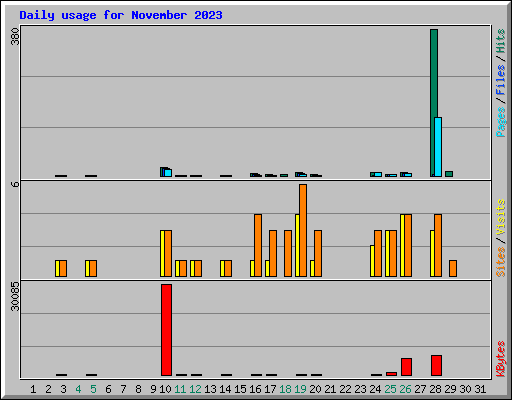 Daily usage for November 2023
380
Pages / Files / Hits
6
Sites / Visits
30085
KBytes
1 2 3 4 5 6 7 8 9 10 11 12 13 14 15 16 17 18 19 20 21 22 23 24 25 26 27 28 29 30 31